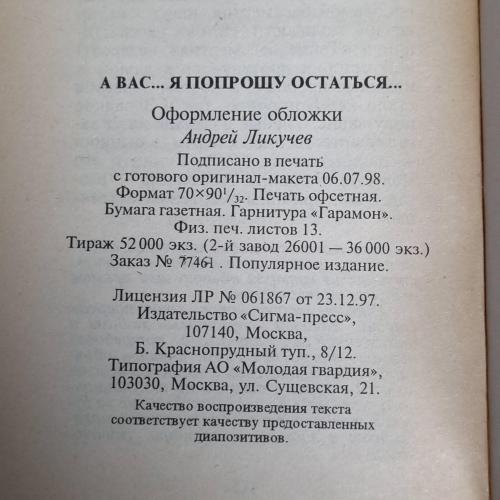 А ВАС... Я ПОПРОШУ ОСТАТЬСЯ...
Оформление обложки
Андрей Ликучев
Подписано в печать
с готового оригинал-макета 06.07.98.
Формат 70×90¹/₃₂. Печать офсетная.
Бумага газетная. Гарнитура «Гарамон».
Физ. печ. листов 13.
Тираж 52 000 экз. (2-й завод 26001 — 36 000 экз.)
Заказ № 77461 . Популярное издание.
Лицензия ЛР № 061867 от 23.12.97.
Издательство «Сигма-пресс»,
107140, Москва,
Б. Краснопрудный туп., 8/12.
Типография АО «Молодая гвардия»,
103030, Москва, ул. Сущевская, 21.
Качество воспроизведения текста
соответствует качеству предоставленных
диапозитивов.